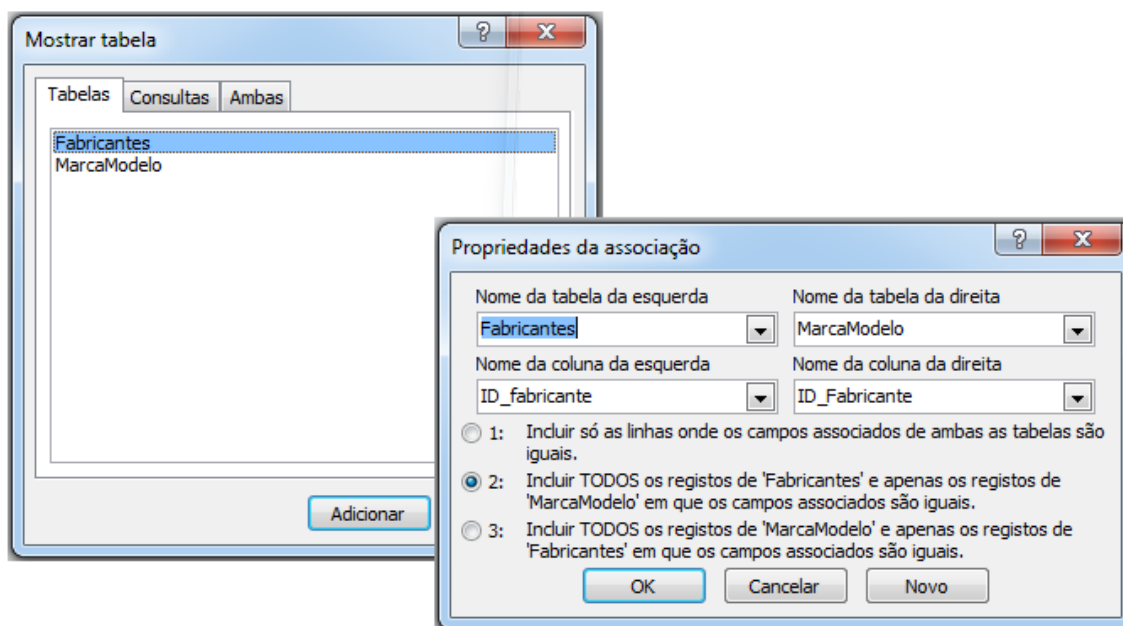 Mostrar tabela
Tabelas Consultas Ambas
Fabricantes
MarcaModelo
Adicionar
Propriedades da associação
Nome da tabela da esquerda Nome da tabela da direita
Fabricantes MarcaModelo
Nome da coluna da esquerda Nome da coluna da direita
ID_fabricante ID_Fabricante
1: Incluir só as linhas onde os campos associados de ambas as tabelas são
iguais.
2: Incluir TODOS os registos de 'Fabricantes' e apenas os registos de
'MarcaModelo' em que os campos associados são iguais.
3: Incluir TODOS os registos de 'MarcaModelo' e apenas os registos de
'Fabricantes' em que os campos associados são iguais.
OK Cancelar Novo